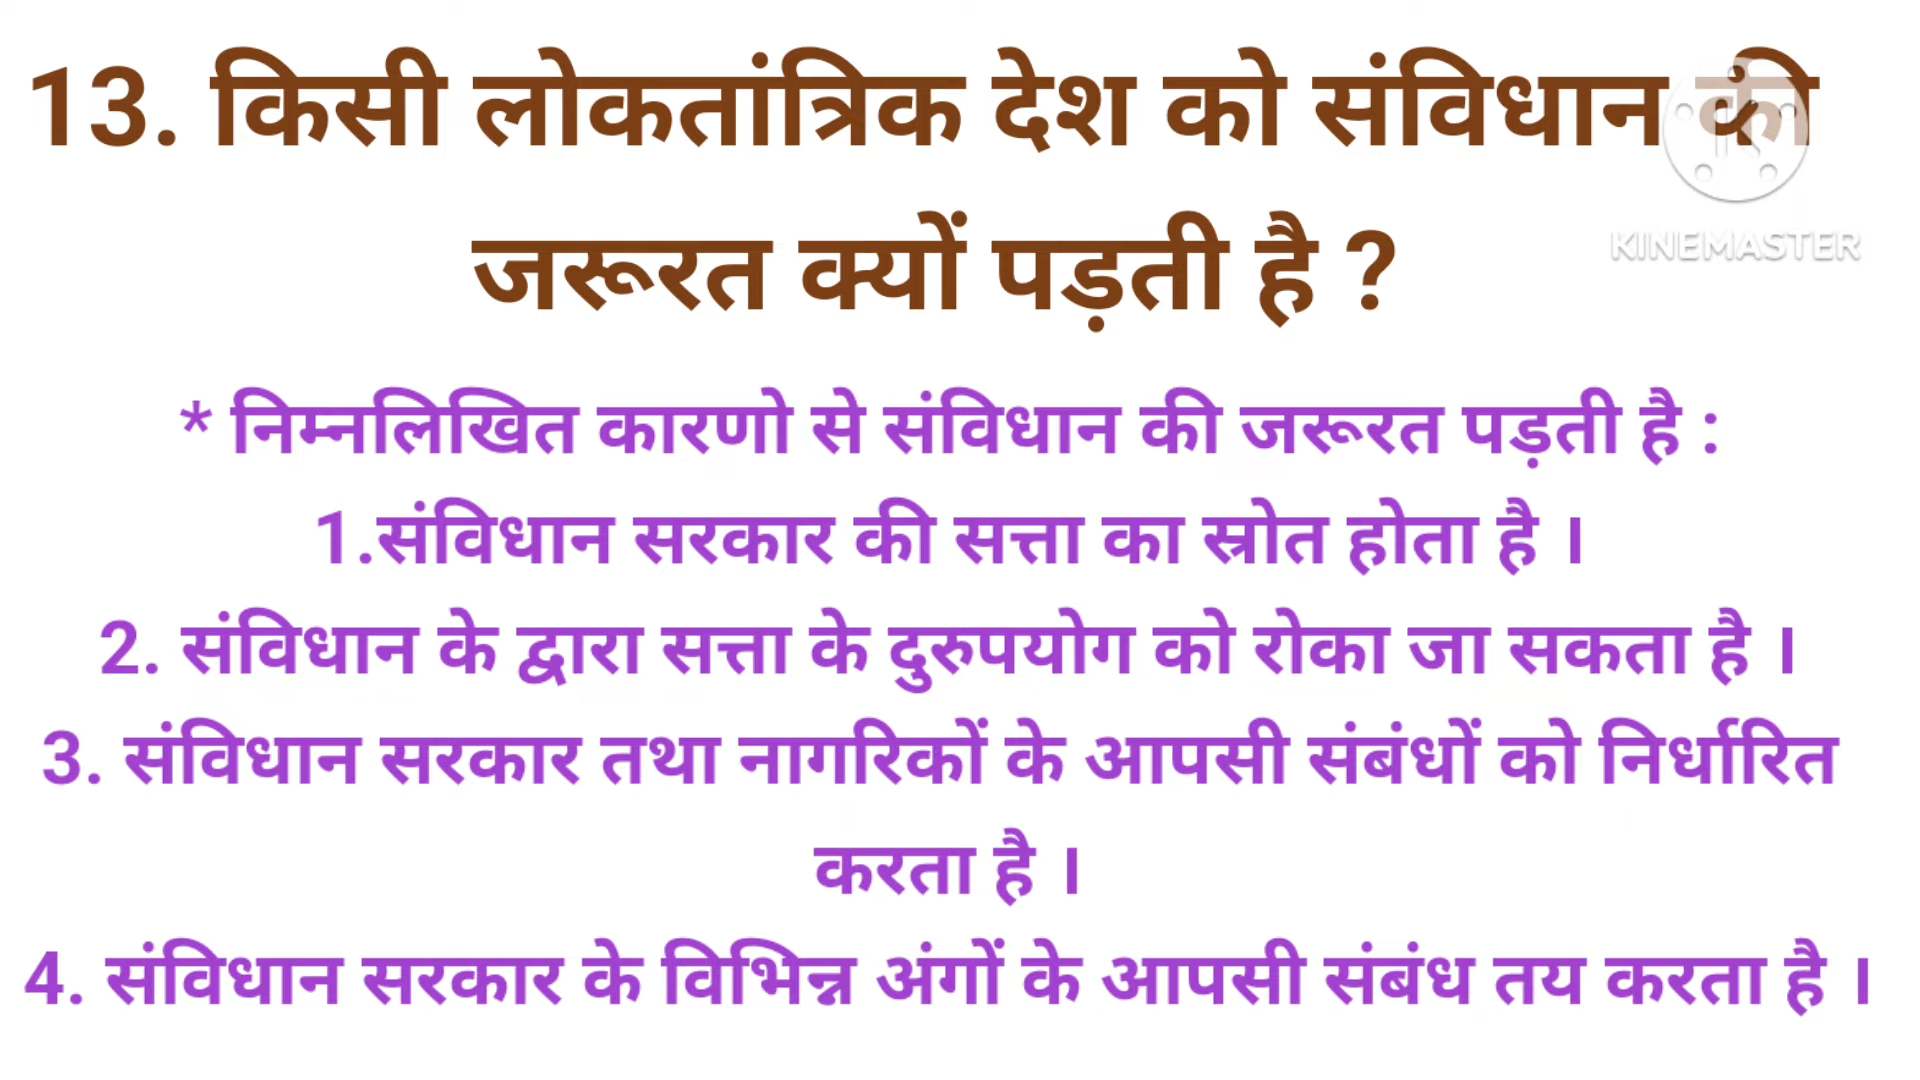 13. किसी लोकतांत्रिक देश को संविधान की
जरूरत क्यों पड़ती है ?
KINEMASTER
* निम्नलिखित कारणो से संविधान की जरूरत पड़ती है :
1.संविधान सरकार की सत्ता का स्रोत होता है ।
2. संविधान के द्वारा सत्ता के दुरुपयोग को रोका जा सकता है ।
3. संविधान सरकार तथा नागरिकों के आपसी संबंधों को निर्धारित
करता है ।
4. संविधान सरकार के विभिन्न अंगों के आपसी संबंध तय करता है ।